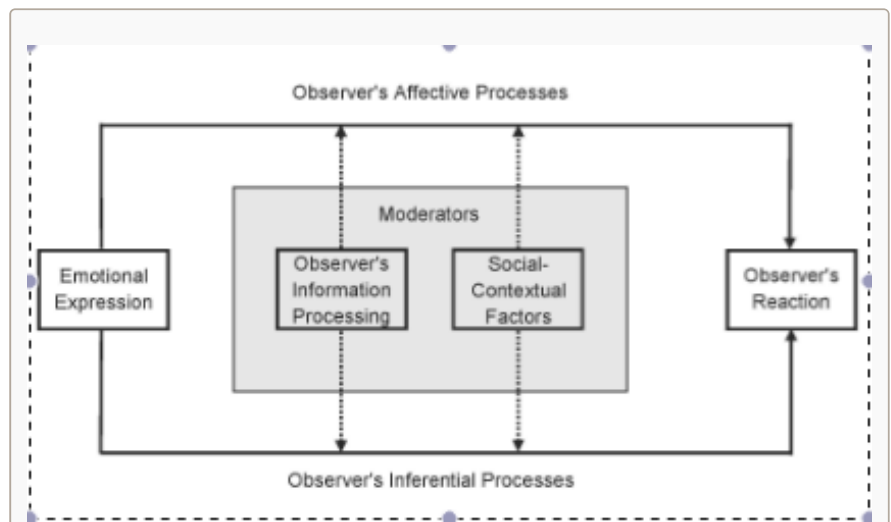 Observer's Affective Processes
Moderators
Emotional
Expression
Observer's
Information
Processing
Social-
Contextual
Factors
Observer's
Reaction
Observer's Inferential Processes